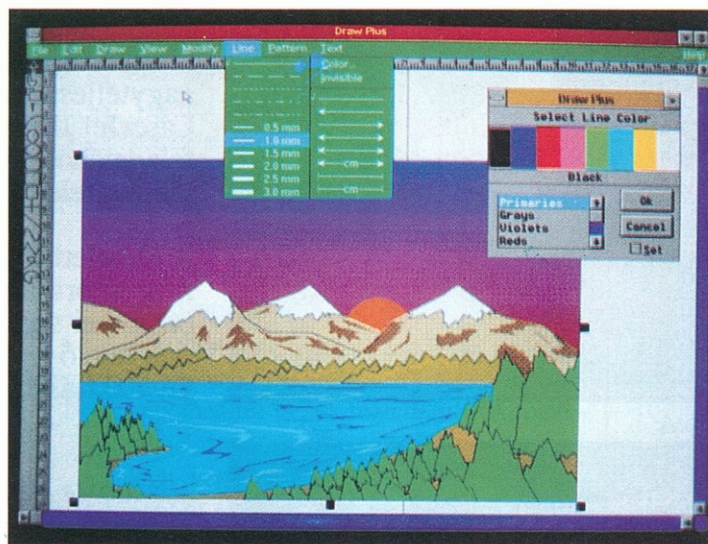 Draw Plus
File Edit Draw View Modify Line Pattern Text Help
Color...
Invisible
0.5 mm
1.0 mm
1.5 mm
2.0 mm
2.5 mm
3.0 mm
cm
cm
Draw Plus
Select Line Color
Black
Primaries
Grays
Violets
Reds
Ok
Cancel
Set